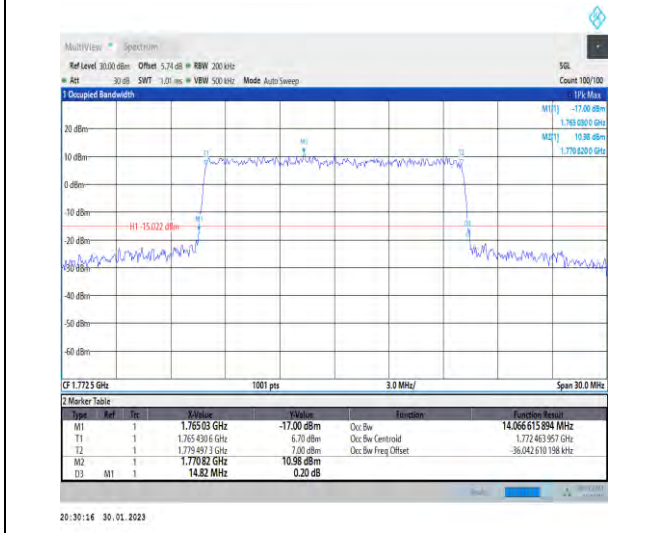 MultiView Spectrum
Ref Level 30.00 dBm Offset 5.74 dB RBW 200 kHz SGL
Att 30 dB SWT 1.01 ms VBW 500 kHz Mode Auto Sweep Count 100/100
1 Occupied Bandwidth 1Pk Max
M1[1] -17.00 dBm
1.765 030 0 GHz
M2[1] 10.98 dBm
1.770 820 0 GHz
20 dBm
M2
T1 T2
10 dBm
0 dBm
-10 dBm
M1 D3
H1 -15.022 dBm
-20 dBm
-30 dBm
-40 dBm
-50 dBm
-60 dBm
CF 1.772 5 GHz 1001 pts 3.0 MHz/ Span 30.0 MHz
2 Marker Table
Type Ref Trc X-Value Y-Value Function Function Result
M1 1 1.765 03 GHz -17.00 dBm Occ Bw 14.066 615 894 MHz
T1 1 1.765 430 6 GHz 6.70 dBm Occ Bw Centroid 1.772 463 957 GHz
T2 1 1.779 497 3 GHz 7.00 dBm Occ Bw Freq Offset -36.042 610 198 kHz
M2 1 1.770 82 GHz 10.98 dBm
D3 M1 1 14.82 MHz 0.20 dB
20:30:16 30.01.2023